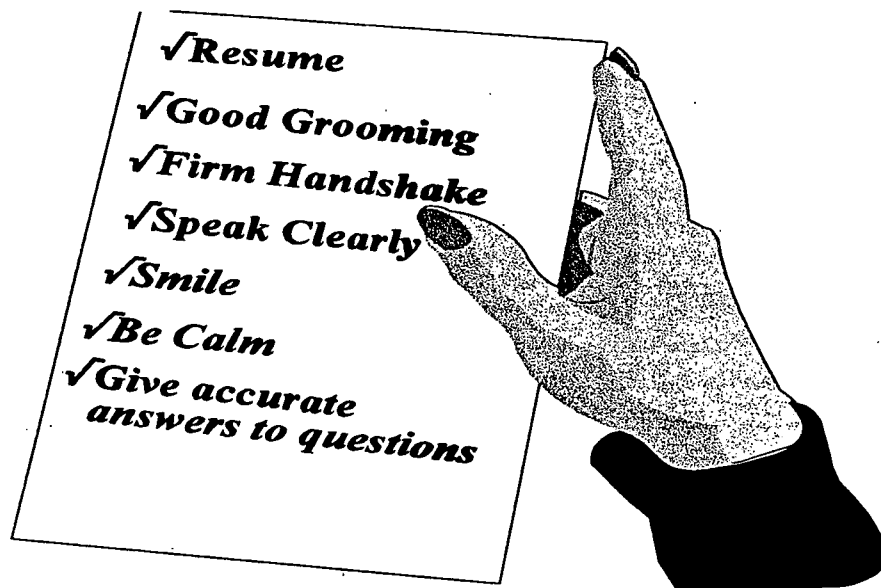 √Resume
√Good Grooming
√Firm Handshake
√Speak Clearly
√Smile
√Be Calm
√Give accurate
answers to questions